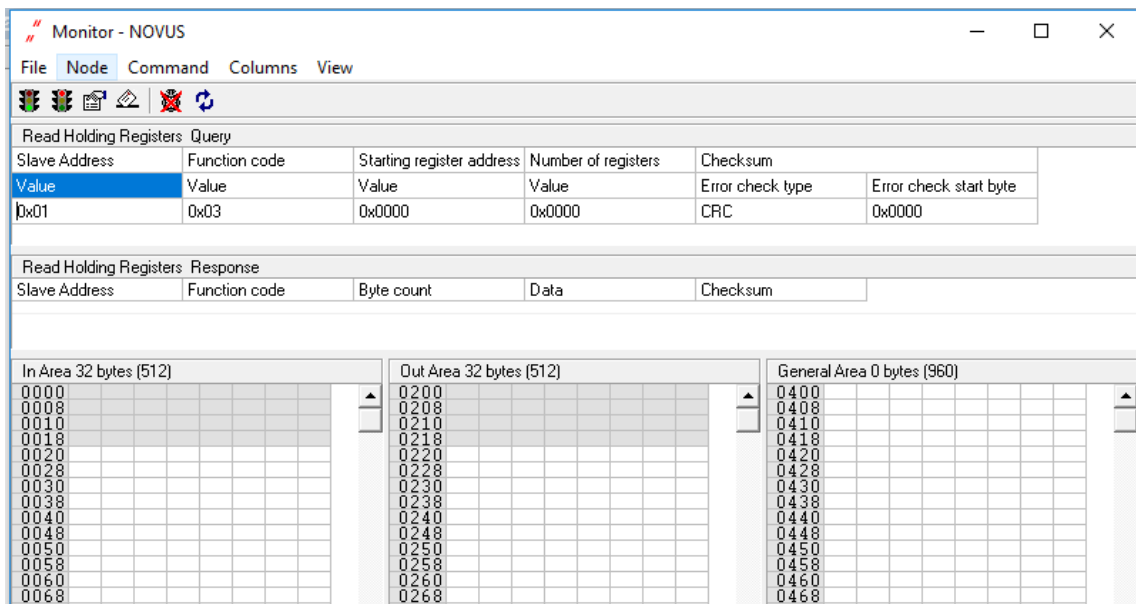 Monitor - NOVUS
File Node Command Columns View
Read Holding Registers Query
Slave Address Function code Starting register address Number of registers Checksum
Value Value Value Value Error check type Error check start byte
0x01 0x03 0x0000 0x0000 CRC 0x0000
Read Holding Registers Response
Slave Address Function code Byte count Data Checksum
In Area 32 bytes (512) Out Area 32 bytes (512) General Area 0 bytes (960)
0000 0200 0400
0008 0208 0408
0010 0210 0410
0018 0218 0418
0020 0220 0420
0028 0228 0428
0030 0230 0430
0038 0238 0438
0040 0240 0440
0048 0248 0448
0050 0250 0450
0058 0258 0458
0060 0260 0460
0068 0268 0468